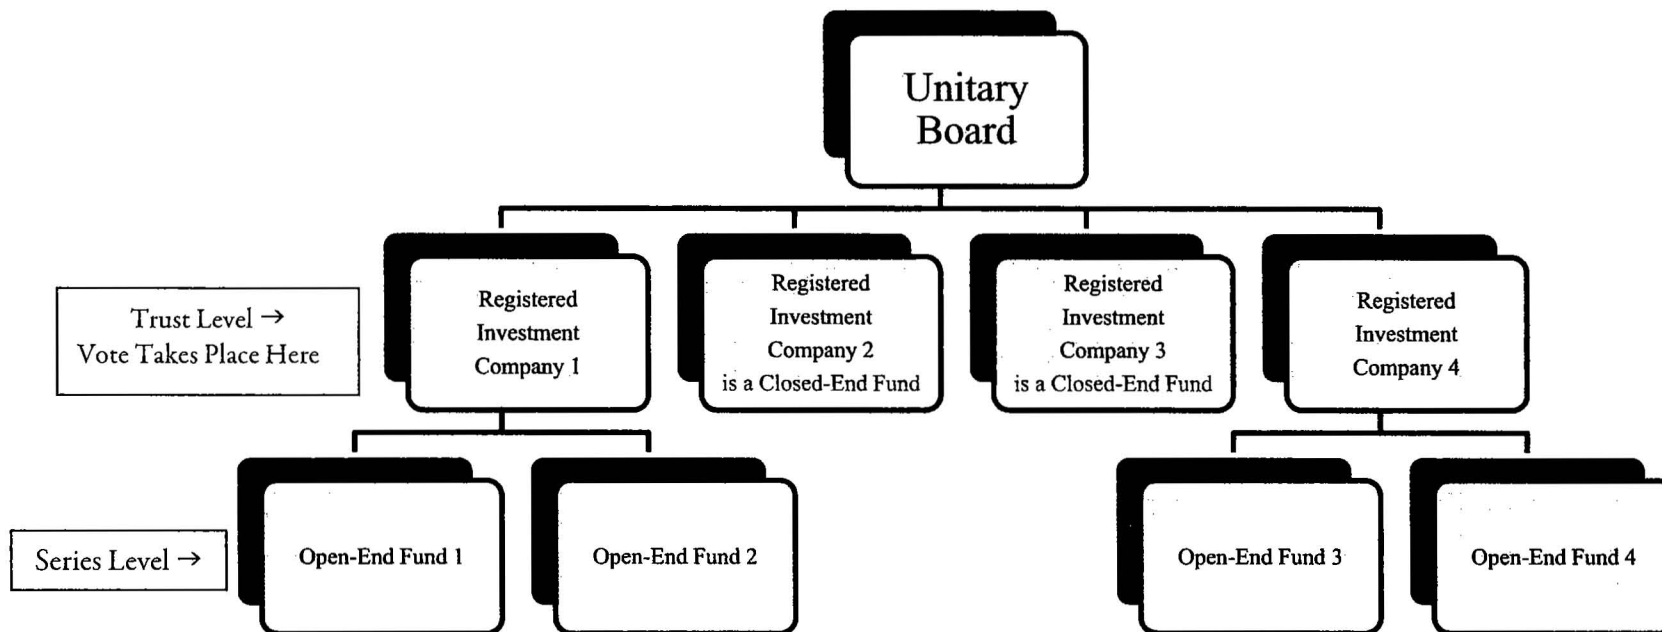 Unitary
Board
Trust Level →
Vote Takes Place Here
Registered
Investment
Company 1
Registered
Investment
Company 2
is a Closed-End Fund
Registered
Investment
Company 3
is a Closed-End Fund
Registered
Investment
Company 4
Series Level →
Open-End Fund 1
Open-End Fund 2
Open-End Fund 3
Open-End Fund 4